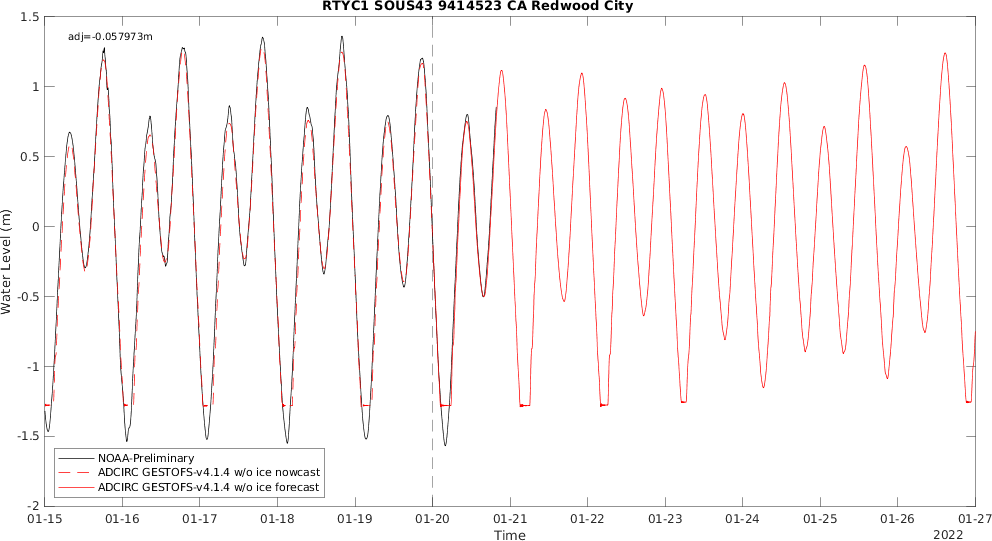 RTYC1 SOUS43 9414523 CA Redwood City
adj=-0.057973m
1.5
1
0.5
0
-0.5
-1
-1.5
-2
Water Level (m)
NOAA-Preliminary
ADCIRC GESTOFS-v4.1.4 w/o ice nowcast
ADCIRC GESTOFS-v4.1.4 w/o ice forecast
01-15 01-16 01-17 01-18 01-19 01-20 01-21 01-22 01-23 01-24 01-25 01-26 01-27
Time
2022